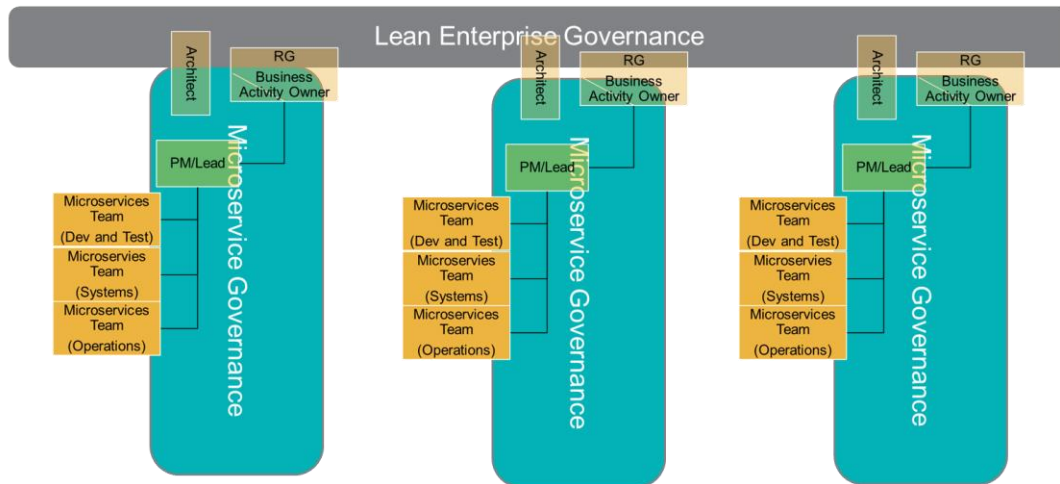 Lean Enterprise Governance
Architect
RG
Business
Activity Owner
Microservice Governance
PM/Lead
Microservices
Team
(Dev and Test)
Microservies
Team
(Systems)
Microservices
Team
(Operations)
Architect
RG
Business
Activity Owner
Microservice Governance
PM/Lead
Microservices
Team
(Dev and Test)
Microservies
Team
(Systems)
Microservices
Team
(Operations)
Architect
RG
Business
Activity Owner
Microservice Governance
PM/Lead
Microservices
Team
(Dev and Test)
Microservies
Team
(Systems)
Microservices
Team
(Operations)